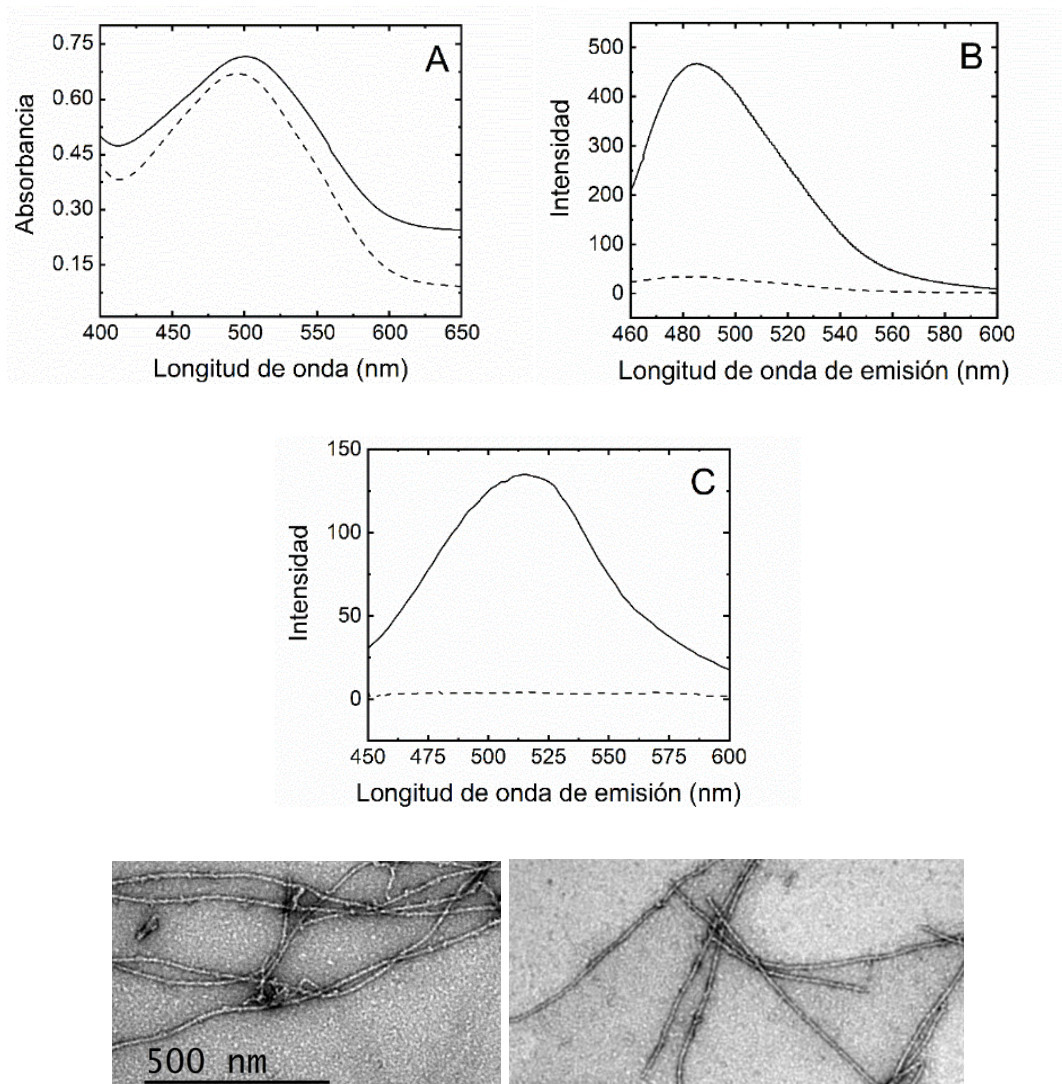 A
Absorbancia
0.75
0.60
0.45
0.30
0.15
400 450 500 550 600 650
Longitud de onda (nm)
B
Intensidad
500
400
300
200
100
0
460 480 500 520 540 560 580 600
Longitud de onda de emisión (nm)
C
Intensidad
150
100
50
0
450 475 500 525 550 575 600
Longitud de onda de emisión (nm)
500 nm